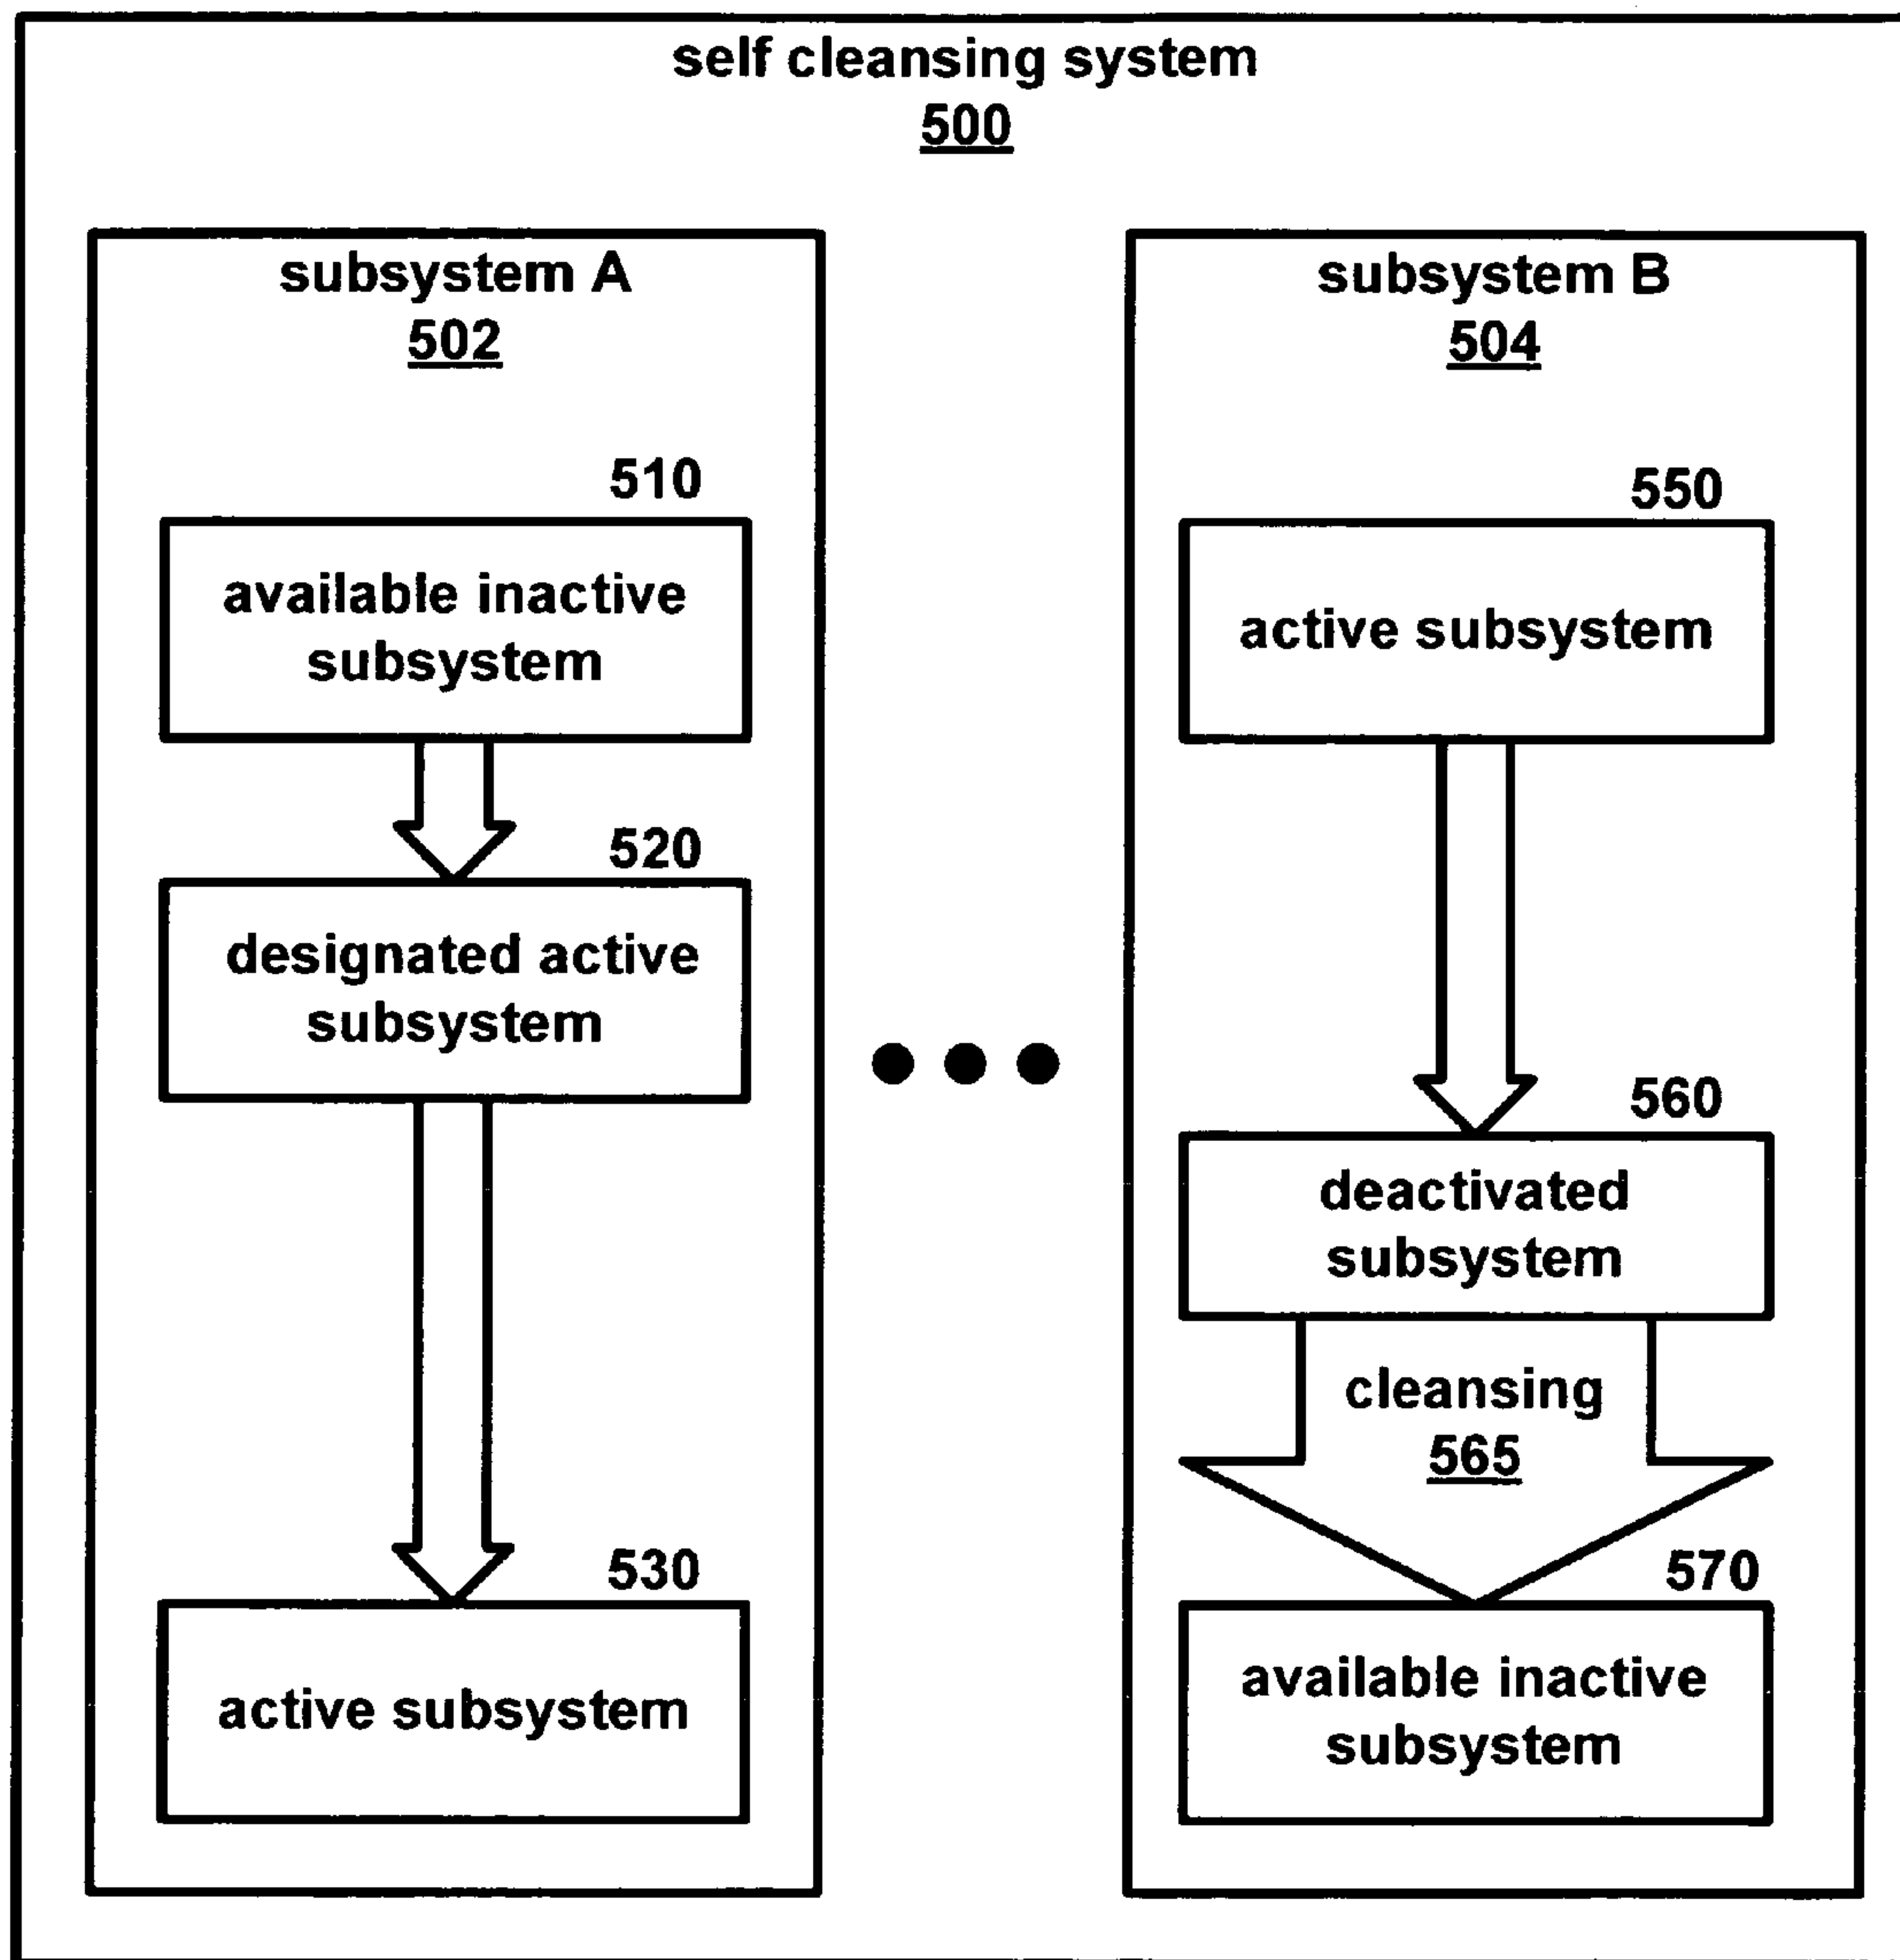 self cleansing system
500
subsystem A
502
510
available inactive
subsystem
520
designated active
subsystem
530
active subsystem
subsystem B
504
550
active subsystem
560
deactivated
subsystem
cleansing
565
570
available inactive
subsystem